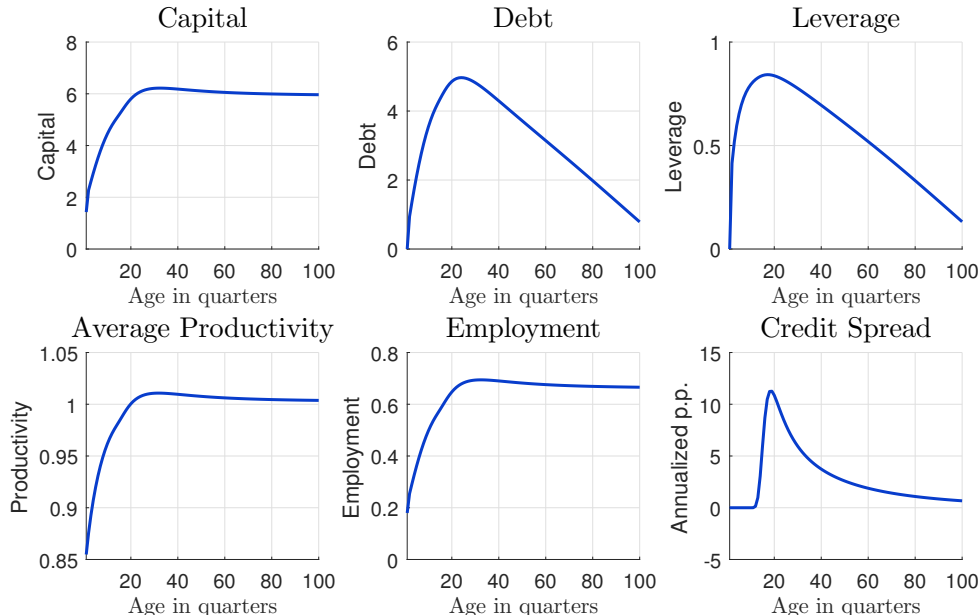 Capital
8
6
4
2
0
Capital
20 40 60 80 100
Age in quarters
Debt
6
4
2
0
Debt
20 40 60 80 100
Age in quarters
Leverage
1
0.5
0
Leverage
20 40 60 80 100
Age in quarters
Average Productivity
1.05
1
0.95
0.9
0.85
Productivity
20 40 60 80 100
Age in quarters
Employment
0.8
0.6
0.4
0.2
0
Employment
20 40 60 80 100
Age in quarters
Credit Spread
15
10
5
0
-5
Annualized p.p.
20 40 60 80 100
Age in quarters